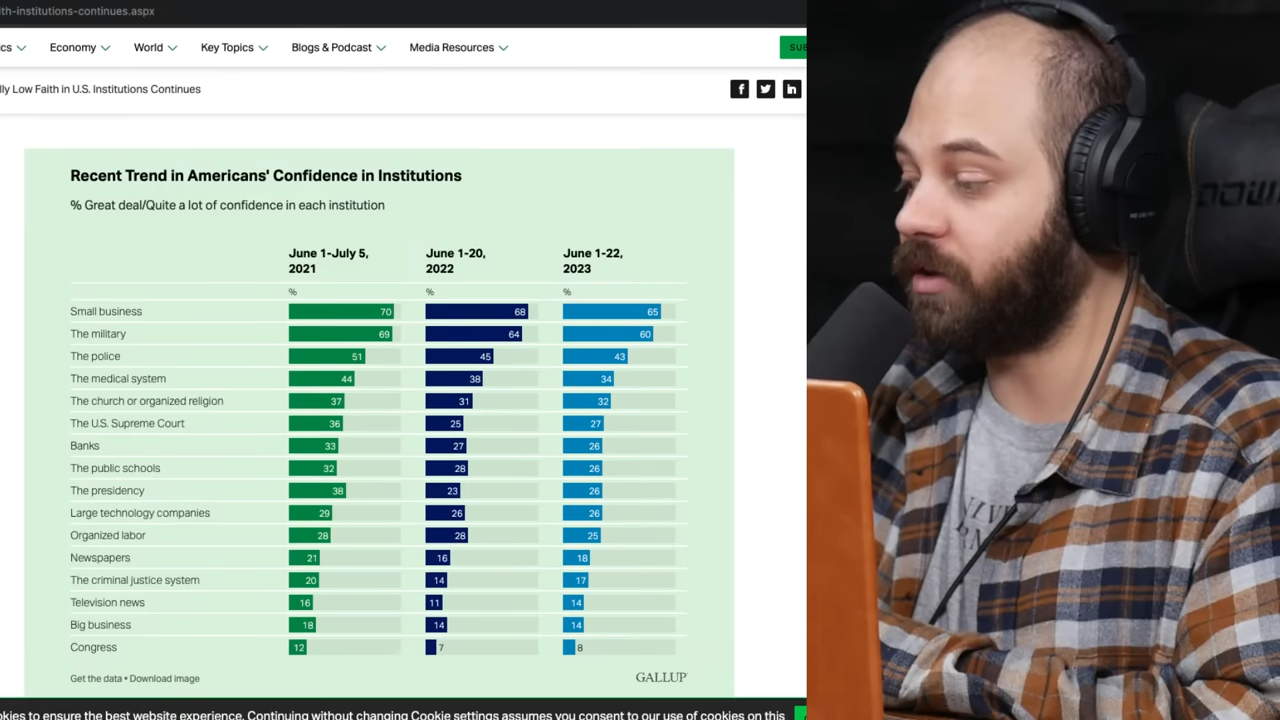 th-institutions-continues.aspx
cs Economy World Key Topics Blogs & Podcast Media Resources SUB
lly Low Faith in U.S. Institutions Continues
Recent Trend in Americans' Confidence in Institutions
% Great deal/Quite a lot of confidence in each institution
June 1-July 5, 2021 June 1-20, 2022 June 1-22, 2023
% % %
Small business 70 68 65
The military 69 64 60
The police 51 45 43
The medical system 44 38 34
The church or organized religion 37 31 32
The U.S. Supreme Court 36 25 27
Banks 33 27 26
The public schools 32 28 26
The presidency 38 23 26
Large technology companies 29 26 26
Organized labor 28 28 25
Newspapers 21 16 18
The criminal justice system 20 14 17
Television news 16 11 14
Big business 18 14 14
Congress 12 7 8
Get the data • Download image GALLUP
okies to ensure the best website experience. Continuing without changing Cookie settings assumes you consent to our use of cookies on this